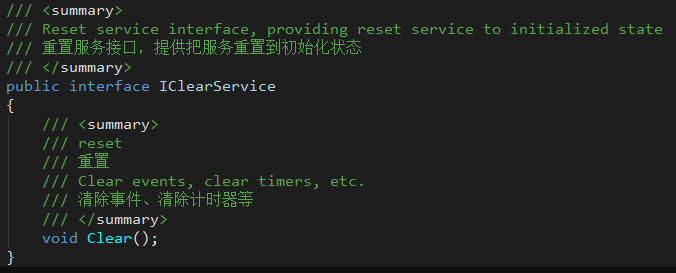 /// <summary>
/// Reset service interface, providing reset service to initialized state
/// 重置服务接口，提供把服务重置到初始化状态
/// </summary>
public interface IClearService
{
    /// <summary>
    /// reset
    /// 重置
    /// Clear events, clear timers, etc.
    /// 清除事件、清除计时器等
    /// </summary>
    void Clear();
}